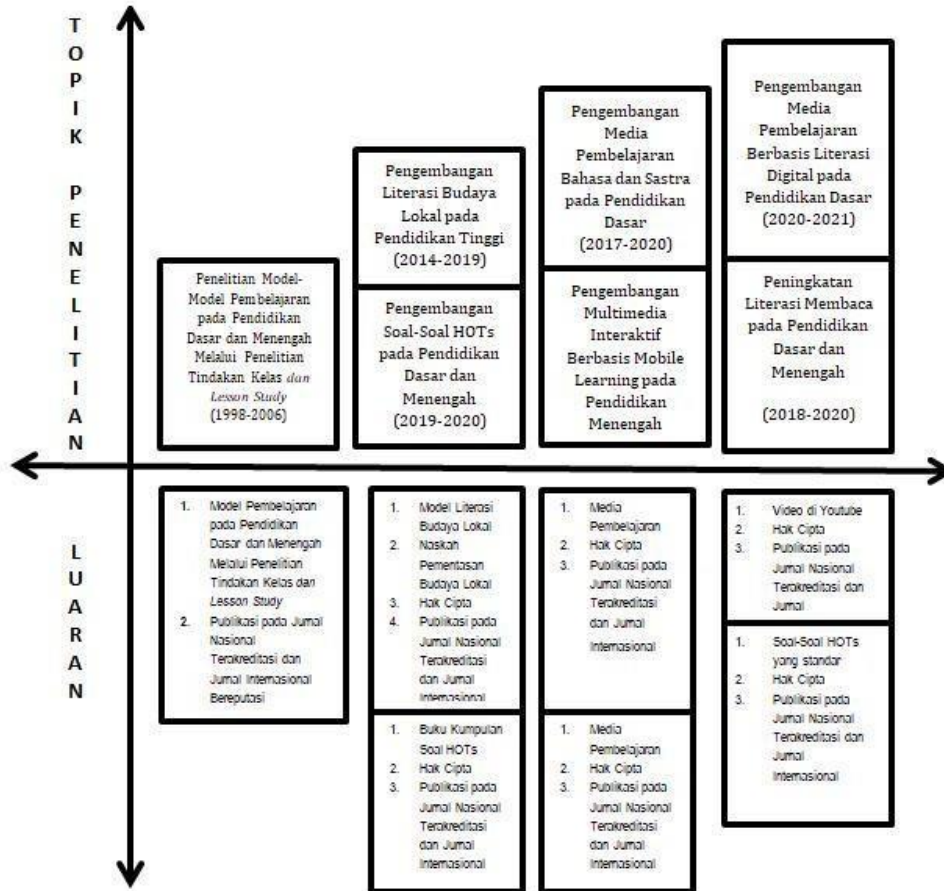 TOPIK PENELITIAN
Penelitian Model-
Model Pembelajaran
pada Pendidikan
Dasar dan Menengah
Melalui Penelitian
Tindakan Kelas dan
Lesson Study
(1998-2006)
Pengembangan
Literasi Budaya
Lokal pada
Pendidikan Tinggi
(2014-2019)
Pengembangan
Soal-Soal HOTs
pada Pendidikan
Dasar dan
Menengah
(2019-2020)
Pengembangan
Media
Pembelajaran
Bahasa dan Sastra
pada Pendidikan
Dasar
(2017-2020)
Pengembangan
Multimedia
Interaktif
Berbasis Mobile
Learning pada
Pendidikan
Menengah
Pengembangan
Media
Pembelajaran
Berbasis Literasi
Digital pada
Pendidikan Dasar
(2020-2021)
Peningkatan
Literasi Membaca
pada Pendidikan
Dasar dan
Menengah
(2018-2020)
LUARAN
1. Model Pembelajaran
pada Pendidikan
Dasar dan Menengah
Melalui Penelitian
Tindakan Kelas dan
Lesson Study
2. Publikasi pada Jurnal
Nasional
Terakreditasi dan
Jurnal Internasional
Bereputasi
1. Model Literasi
Budaya Lokal
2. Naskah
Pementasan
Budaya Lokal
3. Hak Cipta
4. Publikasi pada
Jurnal Nasional
Terakreditasi
dan Jurnal
Internasional
1. Buku Kumpulan
Soal HOTs
2. Hak Cipta
3. Publikasi pada
Jurnal Nasional
Terakreditasi
dan Jurnal
Internasional
1. Media
Pembelajaran
2. Hak Cipta
3. Publikasi pada
Jurnal Nasional
Terakreditasi
dan Jurnal
Internasional
1. Media
Pembelajaran
2. Hak Cipta
3. Publikasi pada
Jurnal Nasional
Terakreditasi
dan Jurnal
Internasional
1. Video di Youtube
2. Hak Cipta
3. Publikasi pada
Jurnal Nasional
Terakreditasi dan
Jurnal
1. Soal-Soal HOTs
yang standar
2. Hak Cipta
3. Publikasi pada
Jurnal Nasional
Terakreditasi dan
Jurnal
Internasional